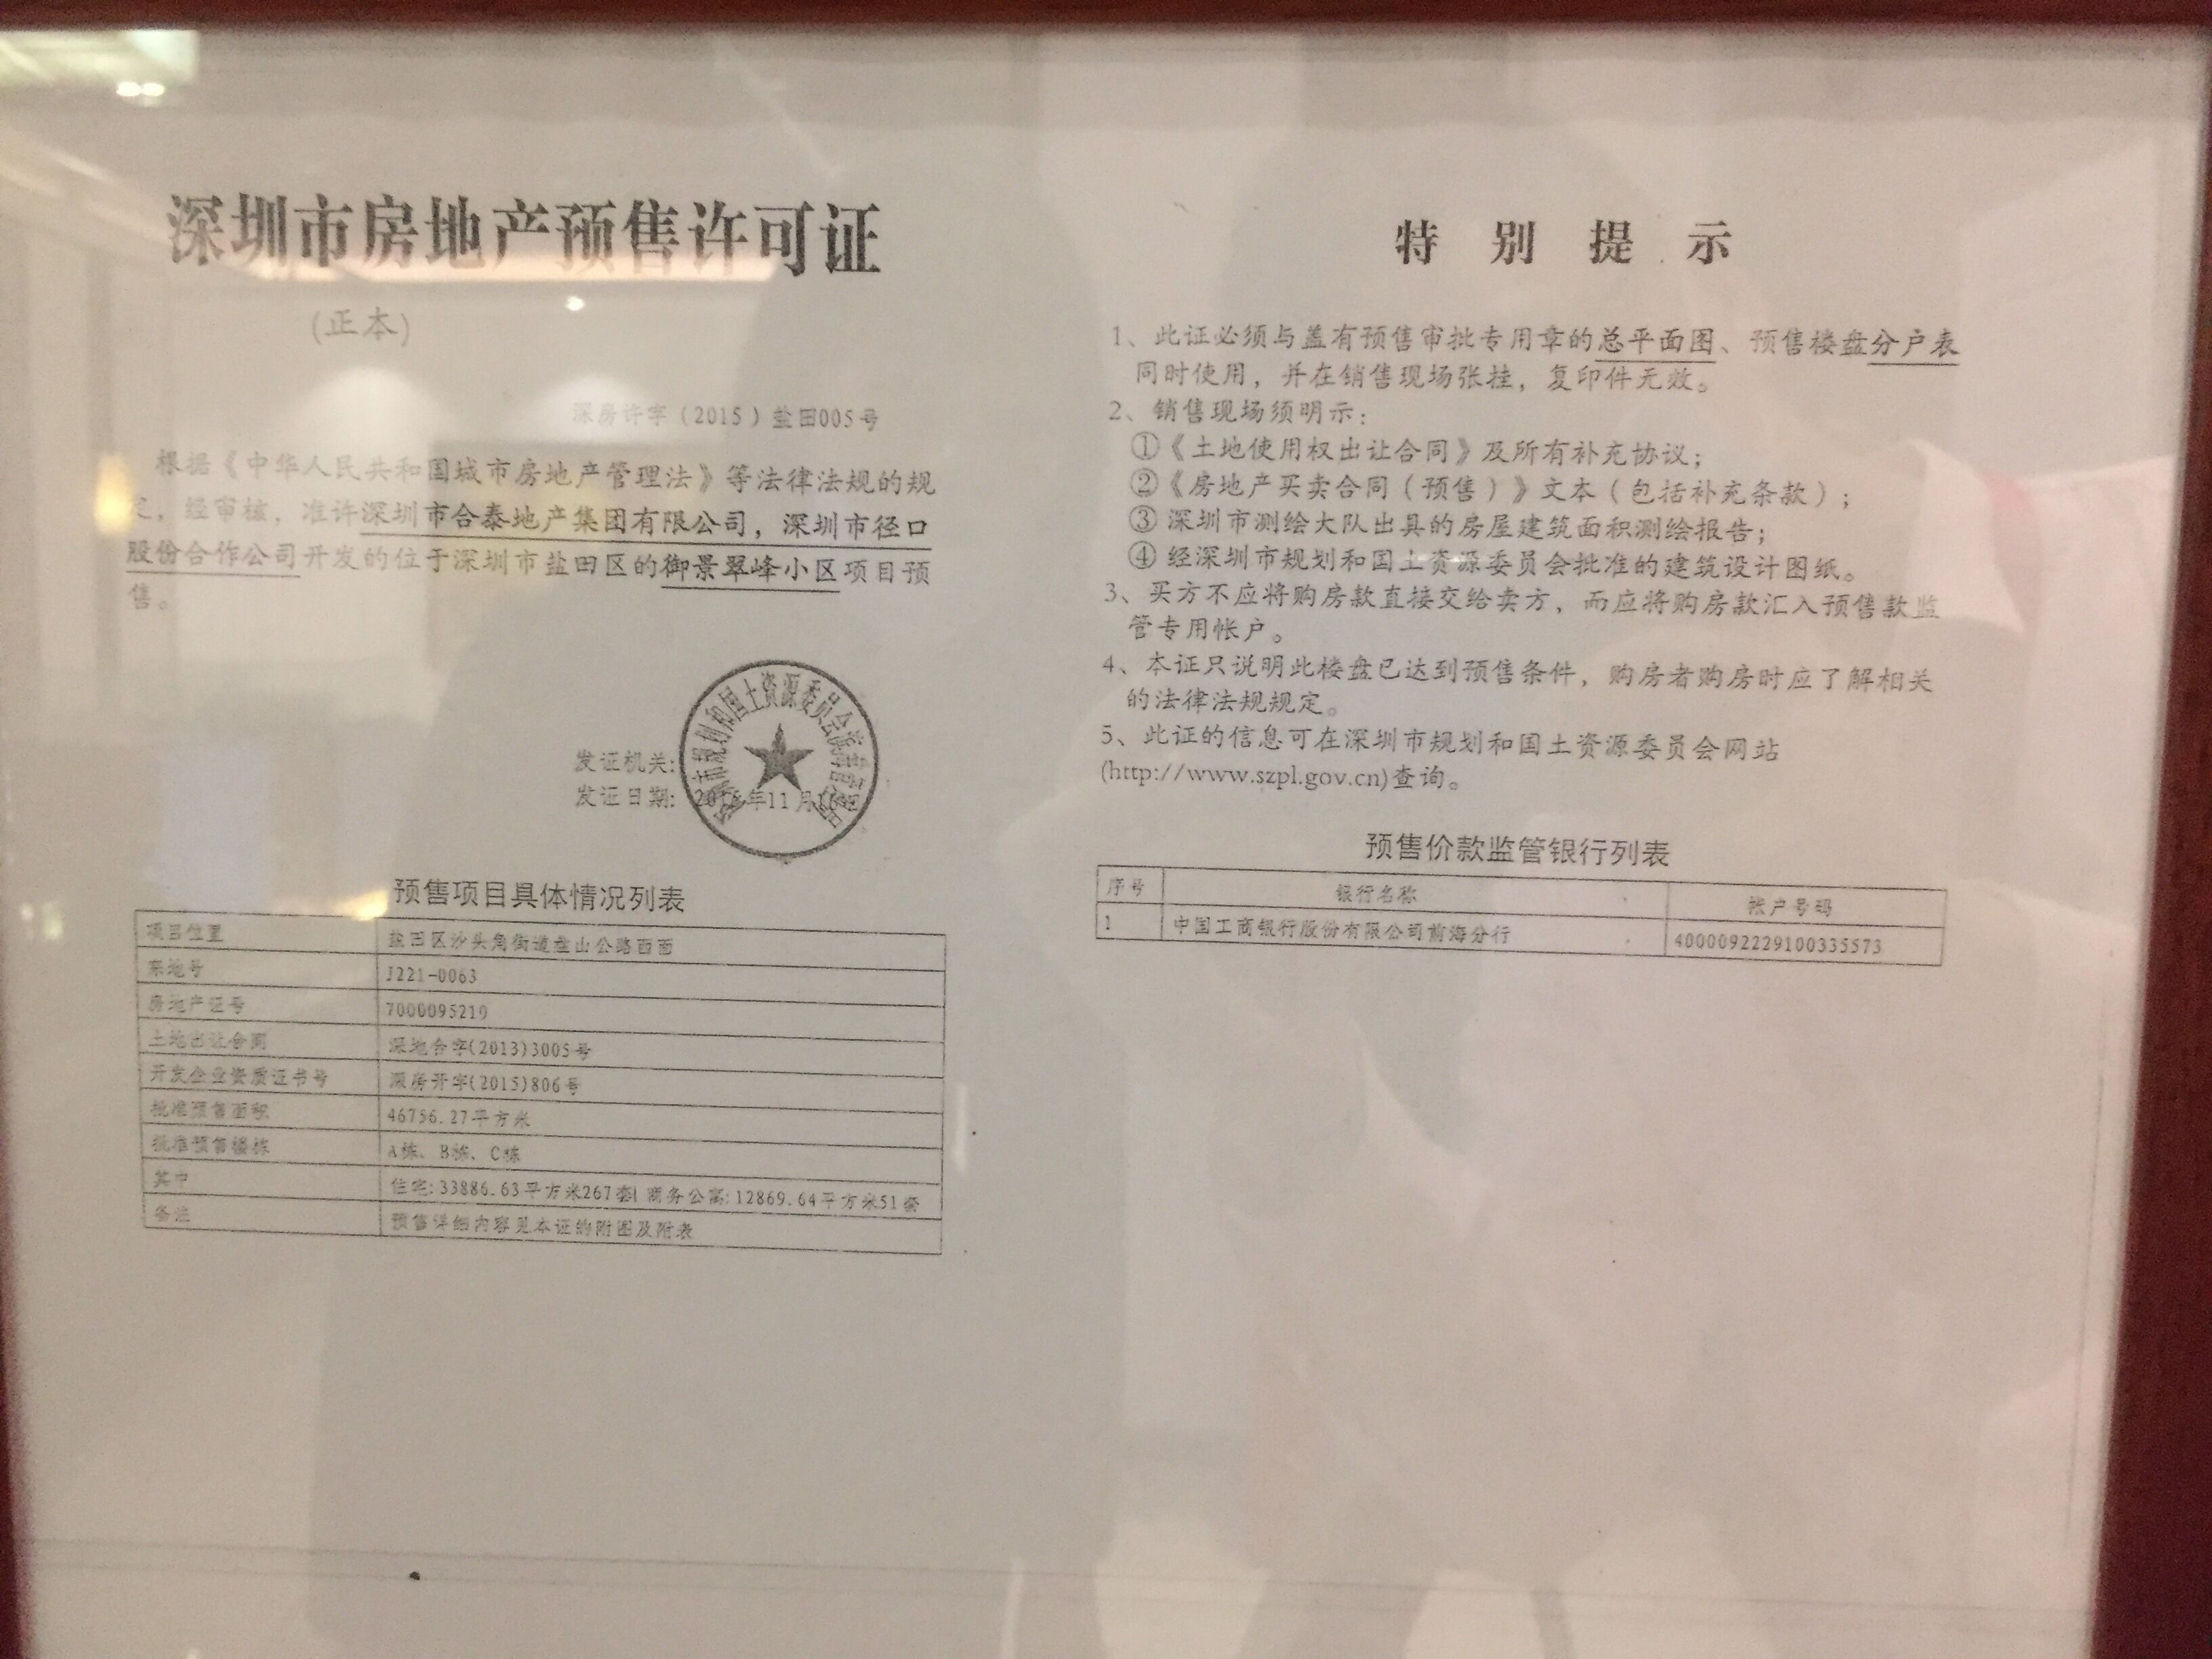 深圳市房地产预售许可证
(正本)
深房许字（2015）盐田005号
根据《中华人民共和国城市房地产管理法》等法律法规的规
定，经审核，准许深圳市合泰地产集团有限公司，深圳市径口
股份合作公司开发的位于深圳市盐田区的御景翠峰小区项目预
售。
发证机关:
发证日期: 年11月
市规划和国土资源委员会滨海管理局
预售项目具体情况列表
项目位置 盐田区沙头角街道盘山公路西面
宗地号 J221-0063
房地产证号 7000095219
土地出让合同 深地合字(2013)3005号
开发企业资质证书号 深房开字(2015)806号
批准预售面积 46756.27平方米
批准预售楼栋 A栋、B栋、C栋
其中 住宅:33886.63平方米267套| 商务公寓:12869.64平方米51套
备注 预售详细内容见本证的附图及附表
特别提示
1、此证必须与盖有预售审批专用章的总平面图、预售楼盘分户表
同时使用，并在销售现场张挂，复印件无效。
2、销售现场须明示：
①《土地使用权出让合同》及所有补充协议；
②《房地产买卖合同（预售）》文本（包括补充条款）；
③ 深圳市测绘大队出具的房屋建筑面积测绘报告；
④ 经深圳市规划和国土资源委员会批准的建筑设计图纸。
3、买方不应将购房款直接交给卖方，而应将购房款汇入预售款监
管专用帐户。
4、本证只说明此楼盘已达到预售条件，购房者购房时应了解相关
的法律法规规定。
5、此证的信息可在深圳市规划和国土资源委员会网站
(http://www.szpl.gov.cn)查询。
预售价款监管银行列表
序号 银行名称 帐户号码
1 中国工商银行股份有限公司前海分行 4000092229100335573